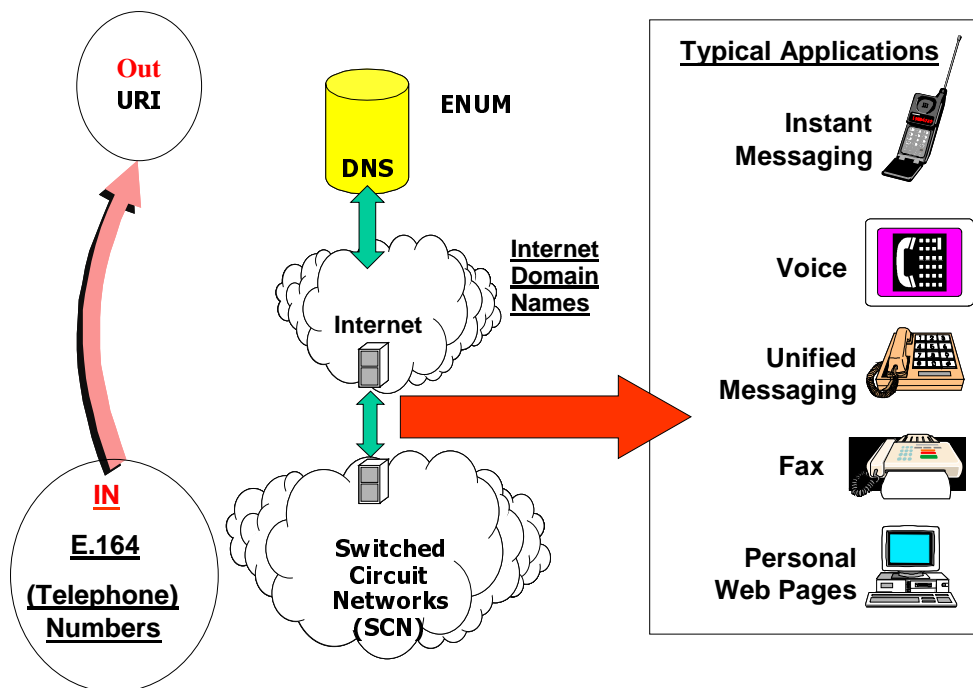 Out
URI
IN
E.164
(Telephone)
Numbers
ENUM
DNS
Internet
Domain
Names
Internet
Switched
Circuit
Networks
(SCN)
Typical Applications
Instant
Messaging
Voice
Unified
Messaging
Fax
Personal
Web Pages